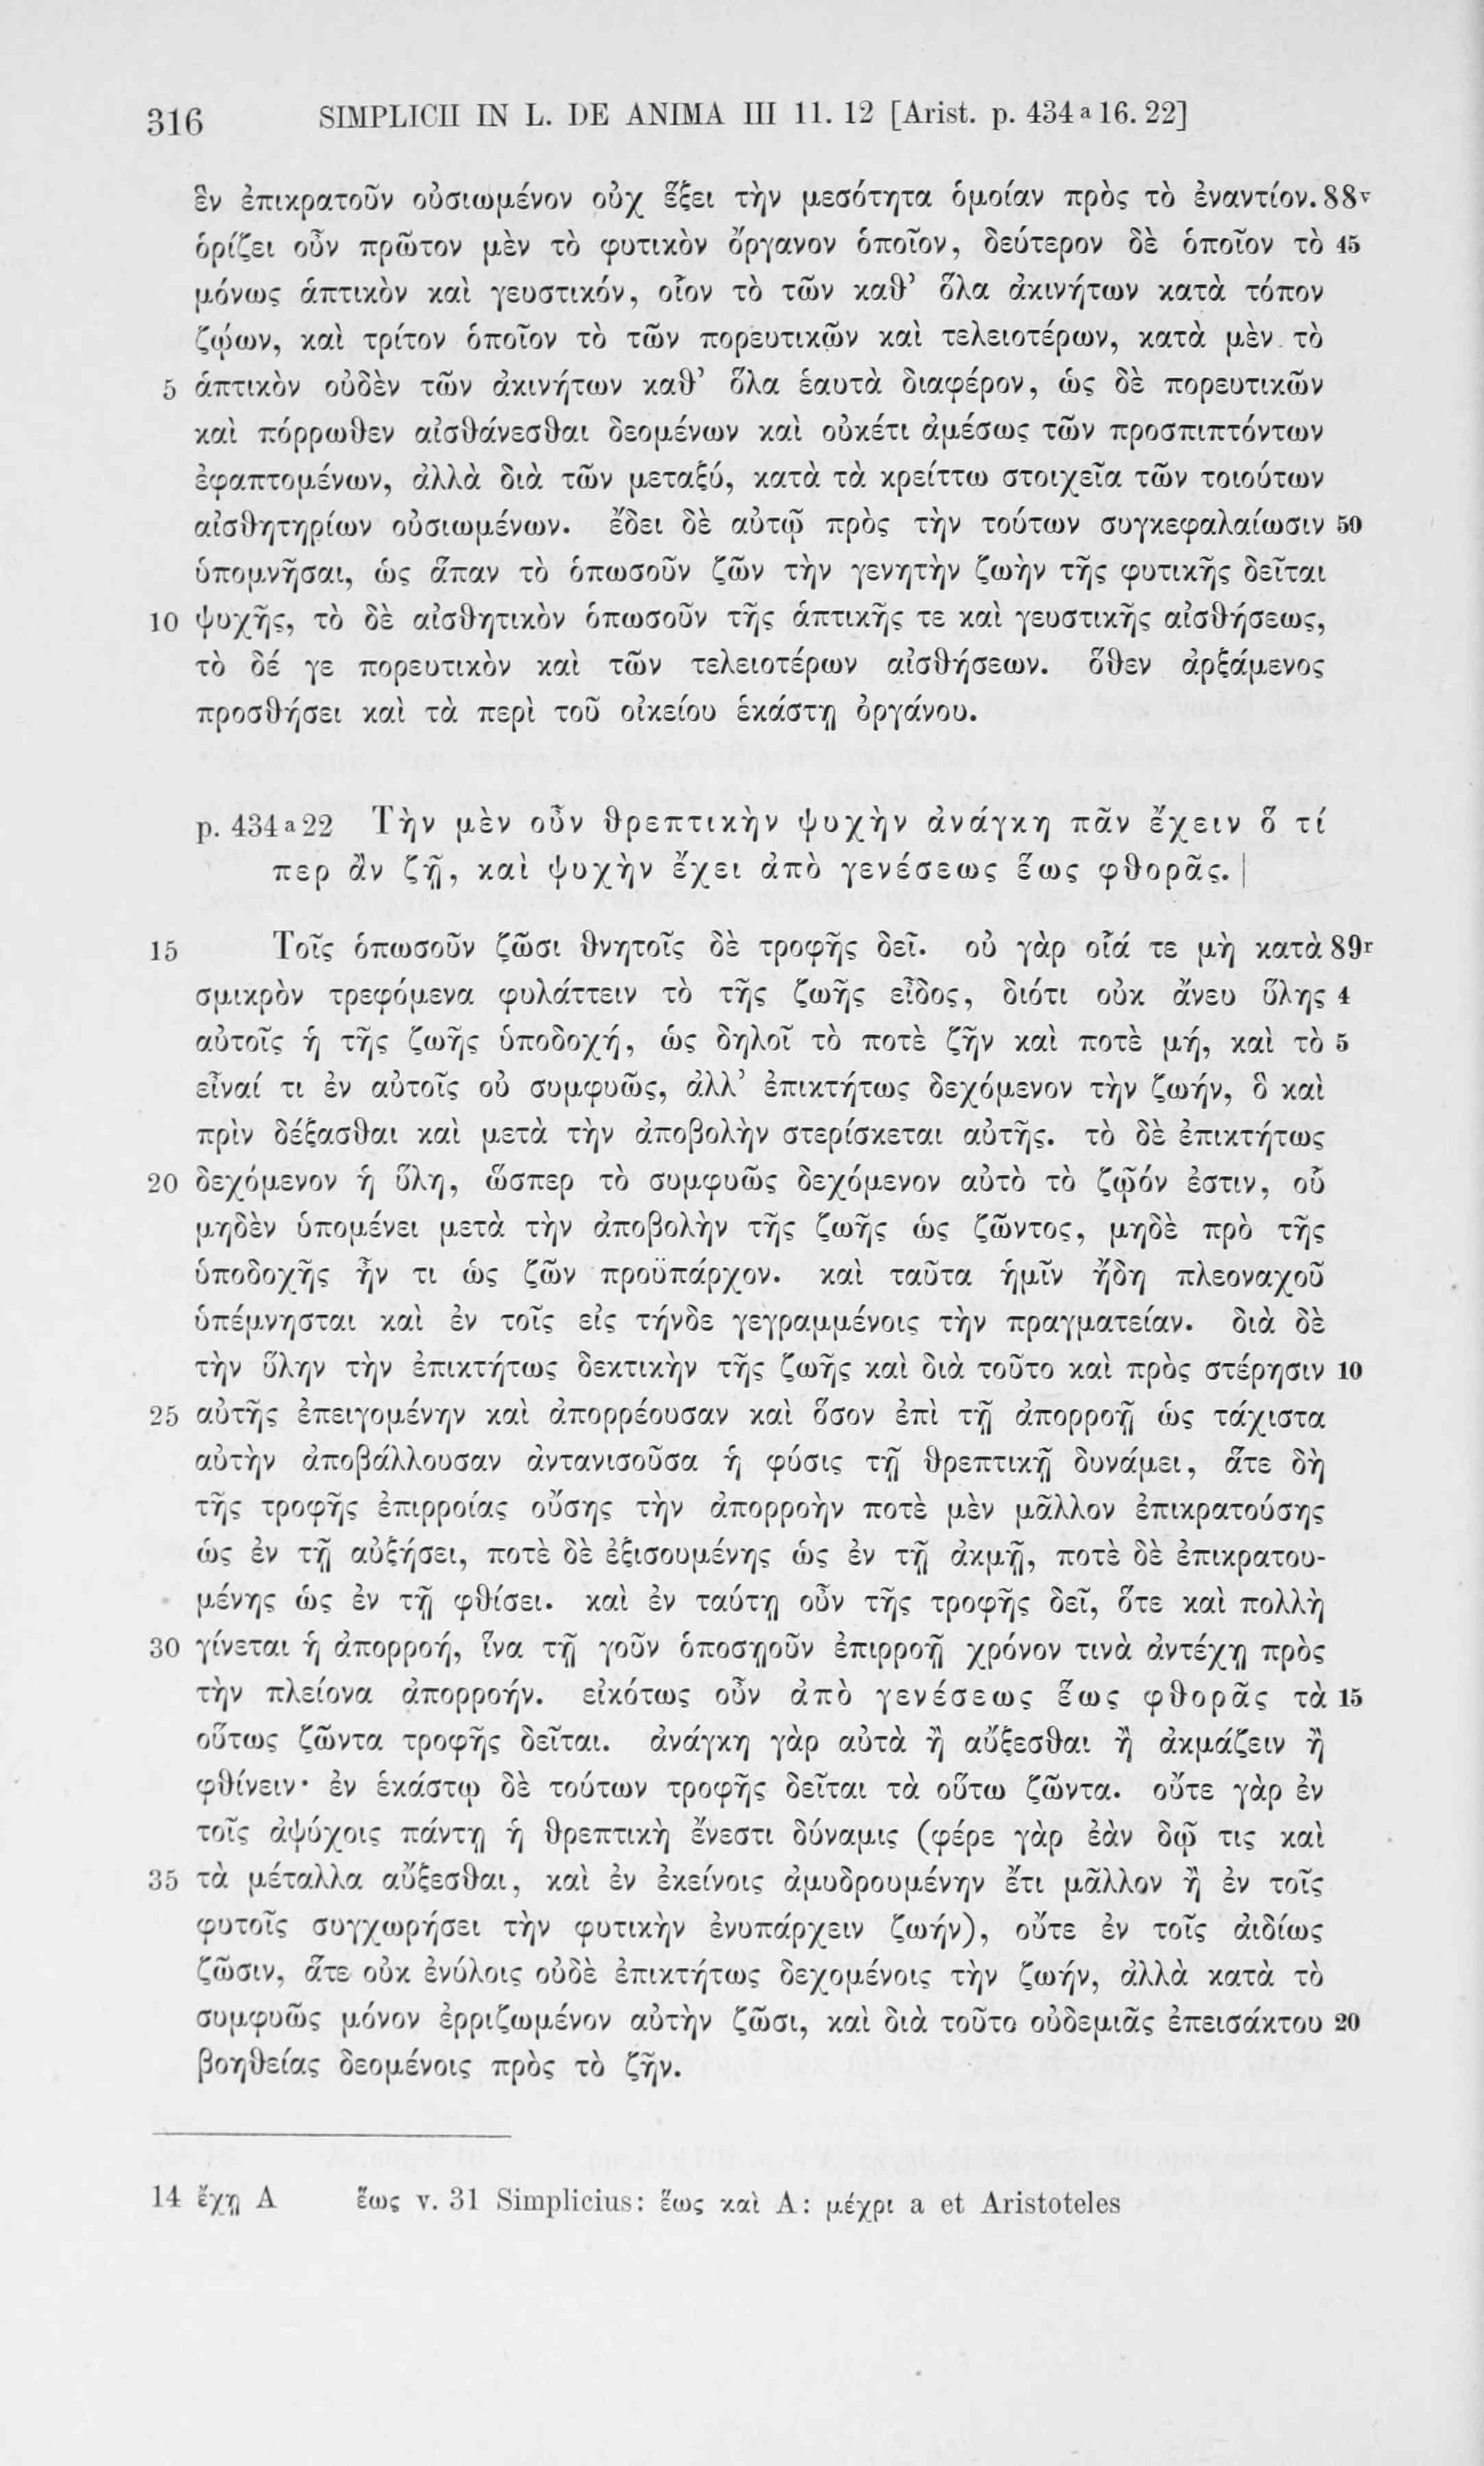 316 SIMPLICII IN L. DE ANIMA III 11. 12 [Arist. p. 434 a 16. 22]
ἓν ἐπικρατοῦν οὐσιωμένον οὐχ ἕξει τὴν μεσότητα ὁμοίαν πρὸς τὸ ἐναντίον. 88v
ὁρίζει οὖν πρῶτον μὲν τὸ φυτικὸν ὄργανον ὁποῖον, δεύτερον δὲ ὁποῖον τὸ 45
μόνως ἁπτικὸν καὶ γευστικόν, οἷον τὸ τῶν καθ’ ὅλα ἀκινήτων κατὰ τόπον
ζῴων, καὶ τρίτον ὁποῖον τὸ τῶν πορευτικῶν καὶ τελειοτέρων, κατὰ μὲν τὸ
5 ἁπτικὸν οὐδὲν τῶν ἀκινήτων καθ’ ὅλα ἑαυτὰ διαφέρον, ὡς δὲ πορευτικῶν
καὶ πόρρωθεν αἰσθάνεσθαι δεομένων καὶ οὐκέτι ἀμέσως τῶν προσπιπτόντων
ἐφαπτομένων, ἀλλὰ διὰ τῶν μεταξύ, κατὰ τὰ κρείττω στοιχεῖα τῶν τοιούτων
αἰσθητηρίων οὐσιωμένων. ἔδει δὲ αὐτῷ πρὸς τὴν τούτων συγκεφαλαίωσιν 50
ὑπομνῆσαι, ὡς ἅπαν τὸ ὁπωσοῦν ζῶν τὴν γενητὴν ζωὴν τῆς φυτικῆς δεῖται
10 ψυχῆς, τὸ δὲ αἰσθητικὸν ὁπωσοῦν τῆς ἁπτικῆς τε καὶ γευστικῆς αἰσθήσεως,
τὸ δέ γε πορευτικὸν καὶ τῶν τελειοτέρων αἰσθήσεων. ὅθεν ἀρξάμενος
προσθήσει καὶ τὰ περὶ τοῦ οἰκείου ἑκάστῃ ὀργάνου.
p. 434 a 22 Τὴν μὲν οὖν θρεπτικὴν ψυχὴν ἀνάγκη πᾶν ἔχειν ὅ τί
περ ἂν ζῇ, καὶ ψυχὴν ἔχει ἀπὸ γενέσεως ἕως φθορᾶς. |
15 Τοῖς ὁπωσοῦν ζῶσι θνητοῖς δὲ τροφῆς δεῖ. οὐ γὰρ οἷά τε μὴ κατὰ 89r
σμικρὸν τρεφόμενα φυλάττειν τὸ τῆς ζωῆς εἶδος, διότι οὐκ ἄνευ ὕλης 4
αὐτοῖς ἡ τῆς ζωῆς ὑποδοχή, ὡς δηλοῖ τὸ ποτὲ ζῆν καὶ ποτὲ μή, καὶ τὸ 5
εἶναί τι ἐν αὐτοῖς οὐ συμφυῶς, ἀλλ’ ἐπικτήτως δεχόμενον τὴν ζωήν, ὃ καὶ
πρὶν δέξασθαι καὶ μετὰ τὴν ἀποβολὴν στερίσκεται αὐτῆς. τὸ δὲ ἐπικτήτως
20 δεχόμενον ἡ ὕλη, ὥσπερ τὸ συμφυῶς δεχόμενον αὐτὸ τὸ ζῷόν ἐστιν, οὗ
μηδὲν ὑπομένει μετὰ τὴν ἀποβολὴν τῆς ζωῆς ὡς ζῶντος, μηδὲ πρὸ τῆς
ὑποδοχῆς ἦν τι ὡς ζῶν προϋπάρχον. καὶ ταῦτα ἡμῖν ἤδη πλεοναχοῦ
ὑπέμνησται καὶ ἐν τοῖς εἰς τήνδε γεγραμμένοις τὴν πραγματείαν. διὰ δὲ
τὴν ὕλην τὴν ἐπικτήτως δεκτικὴν τῆς ζωῆς καὶ διὰ τοῦτο καὶ πρὸς στέρησιν 10
25 αὐτῆς ἐπειγομένην καὶ ἀπορρέουσαν καὶ ὅσον ἐπὶ τῇ ἀπορροῇ ὡς τάχιστα
αὐτὴν ἀποβάλλουσαν ἀντανισοῦσα ἡ φύσις τῇ θρεπτικῇ δυνάμει, ἅτε δὴ
τῆς τροφῆς ἐπιρροίας οὔσης τὴν ἀπορροὴν ποτὲ μὲν μᾶλλον ἐπικρατούσης
ὡς ἐν τῇ αὐξήσει, ποτὲ δὲ ἐξισουμένης ὡς ἐν τῇ ἀκμῇ, ποτὲ δὲ ἐπικρατου-
μένης ὡς ἐν τῇ φθίσει. καὶ ἐν ταύτῃ οὖν τῆς τροφῆς δεῖ, ὅτε καὶ πολλὴ
30 γίνεται ἡ ἀπορροή, ἵνα τῇ γοῦν ὁποσῃοῦν ἐπιρροῇ χρόνον τινὰ ἀντέχῃ πρὸς
τὴν πλείονα ἀπορροήν. εἰκότως οὖν ἀπὸ γενέσεως ἕως φθορᾶς τὰ 15
οὕτως ζῶντα τροφῆς δεῖται. ἀνάγκη γὰρ αὐτὰ ἢ αὔξεσθαι ἢ ἀκμάζειν ἢ
φθίνειν· ἐν ἑκάστῳ δὲ τούτων τροφῆς δεῖται τὰ οὕτω ζῶντα. οὔτε γὰρ ἐν
τοῖς ἀψύχοις πάντῃ ἡ θρεπτικὴ ἔνεστι δύναμις (φέρε γὰρ ἐὰν δῷ τις καὶ
35 τὰ μέταλλα αὔξεσθαι, καὶ ἐν ἐκείνοις ἀμυδρουμένην ἔτι μᾶλλον ἢ ἐν τοῖς
φυτοῖς συγχωρήσει τὴν φυτικὴν ἐνυπάρχειν ζωήν), οὔτε ἐν τοῖς ἀιδίως
ζῶσιν, ἅτε οὐκ ἐνύλοις οὐδὲ ἐπικτήτως δεχομένοις τὴν ζωήν, ἀλλὰ κατὰ τὸ
συμφυῶς μόνον ἐρριζωμένον αὐτὴν ζῶσι, καὶ διὰ τοῦτο οὐδεμιᾶς ἐπεισάκτου 20
βοηθείας δεομένοις πρὸς τὸ ζῆν.
14 ἔχῃ A ἕως v. 31 Simplicius: ἕως καὶ A: μέχρι a et Aristoteles